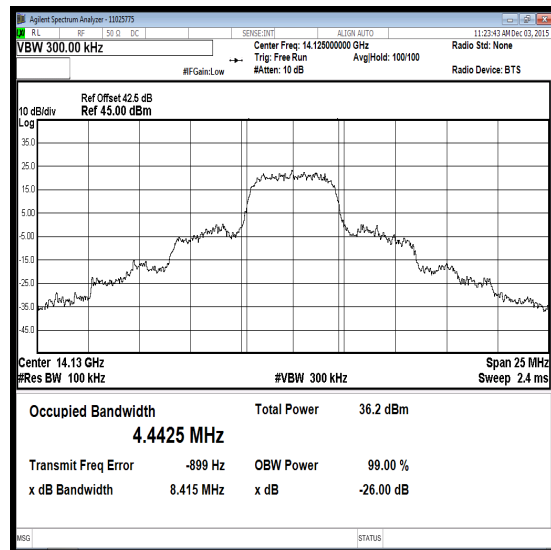 Agilent Spectrum Analyzer - 11025775
LXI RL RF 50 Ω DC SENSE:INT ALIGN AUTO 11:23:43 AM Dec 03, 2015
VBW 300.00 kHz Center Freq: 14.125000000 GHz Radio Std: None
Trig: Free Run Avg|Hold: 100/100
#IFGain:Low #Atten: 10 dB Radio Device: BTS
Ref Offset 42.5 dB
10 dB/div Ref 45.00 dBm
Log
35.0
25.0
15.0
5.00
-5.00
-15.0
-25.0
-35.0
-45.0
Center 14.13 GHz Span 25 MHz
#Res BW 100 kHz #VBW 300 kHz Sweep 2.4 ms
Occupied Bandwidth Total Power 36.2 dBm
4.4425 MHz
Transmit Freq Error -899 Hz OBW Power 99.00 %
x dB Bandwidth 8.415 MHz x dB -26.00 dB
MSG STATUS